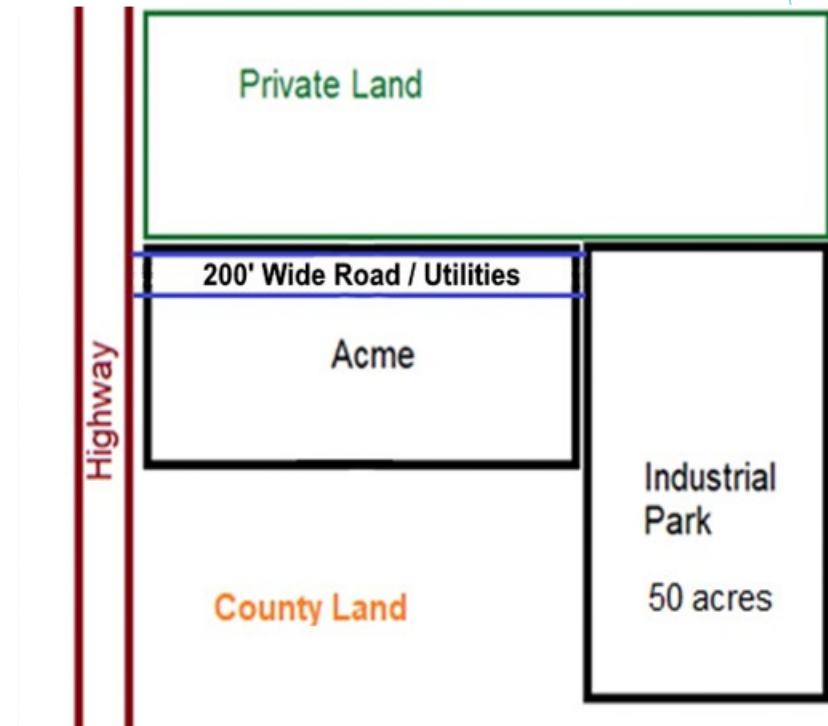 Private Land
200' Wide Road / Utilities
Acme
Highway
Industrial
Park
50 acres
County Land